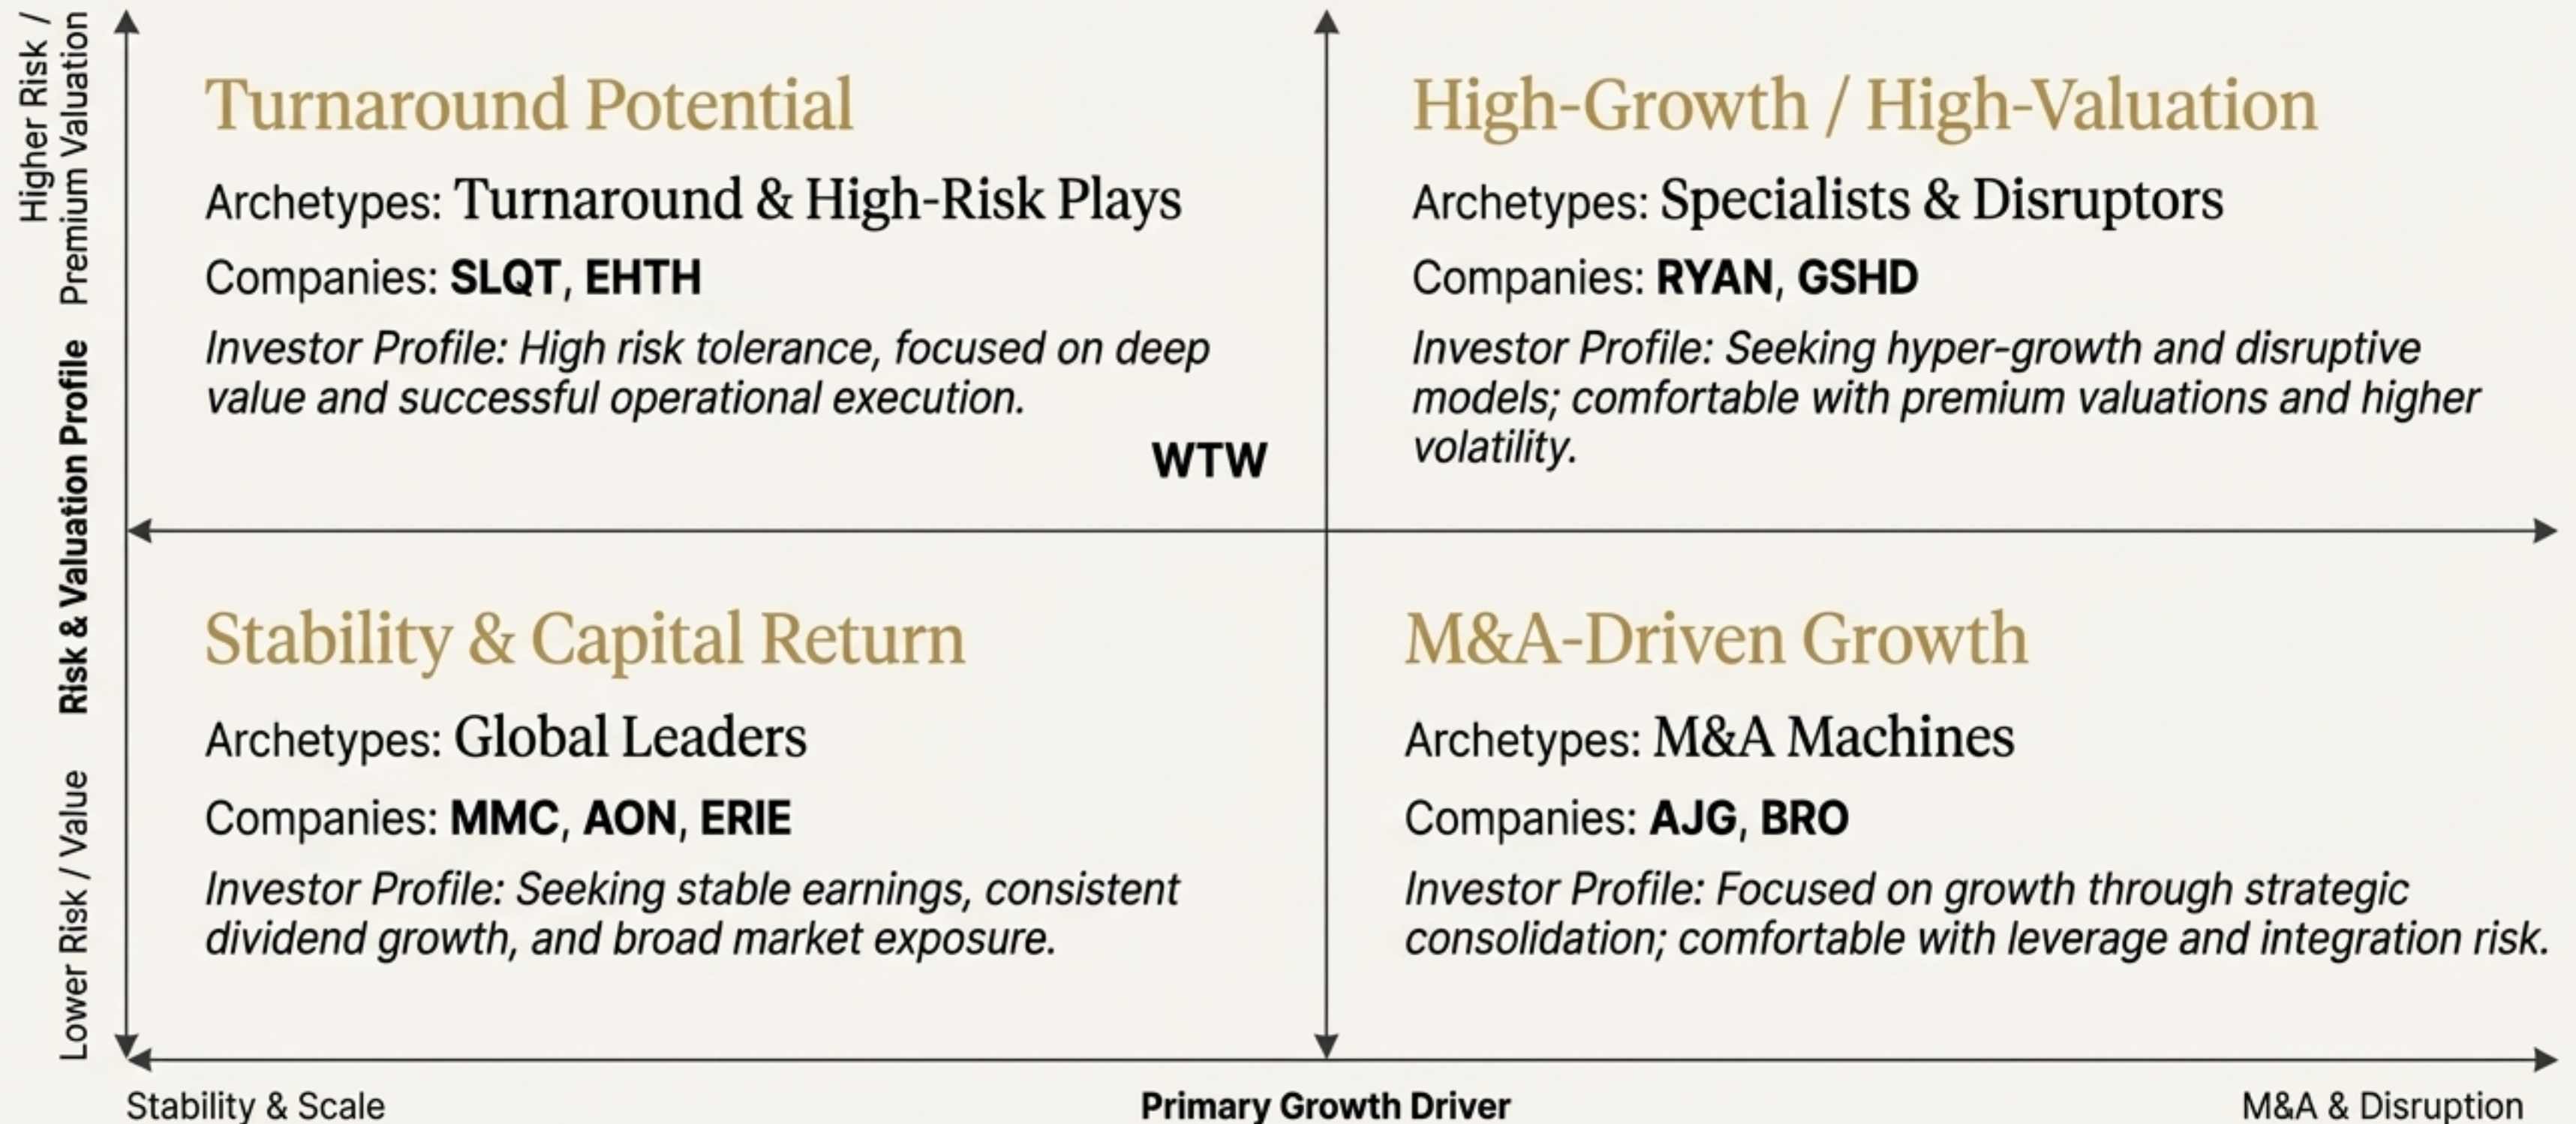 Higher Risk /
Premium Valuation
Risk & Valuation Profile
Lower Risk / Value
Turnaround Potential
Archetypes: Turnaround & High-Risk Plays
Companies: SLQT, EHTH
Investor Profile: High risk tolerance, focused on deep
value and successful operational execution.
WTW
High-Growth / High-Valuation
Archetypes: Specialists & Disruptors
Companies: RYAN, GSHD
Investor Profile: Seeking hyper-growth and disruptive
models; comfortable with premium valuations and higher
volatility.
Stability & Capital Return
Archetypes: Global Leaders
Companies: MMC, AON, ERIE
Investor Profile: Seeking stable earnings, consistent
dividend growth, and broad market exposure.
M&A-Driven Growth
Archetypes: M&A Machines
Companies: AJG, BRO
Investor Profile: Focused on growth through strategic
consolidation; comfortable with leverage and integration risk.
Stability & Scale
Primary Growth Driver
M&A & Disruption